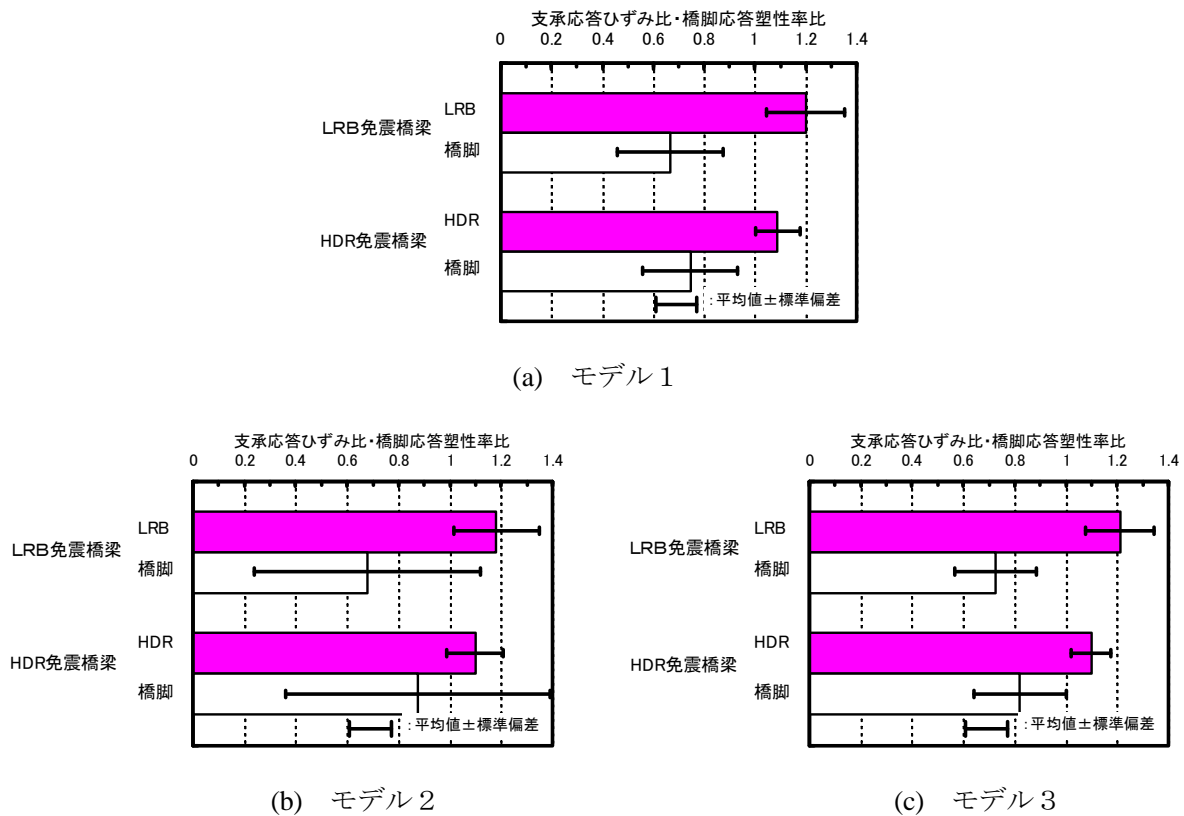 支承応答ひずみ比・橋脚応答塑性率比
0 0.2 0.4 0.6 0.8 1 1.2 1.4
LRB免震橋梁
LRB
橋脚
HDR免震橋梁
HDR
橋脚
:平均値±標準偏差
(a) モデル1
支承応答ひずみ比・橋脚応答塑性率比
0 0.2 0.4 0.6 0.8 1 1.2 1.4
LRB免震橋梁
LRB
橋脚
HDR免震橋梁
HDR
橋脚
:平均値±標準偏差
(b) モデル2
支承応答ひずみ比・橋脚応答塑性率比
0 0.2 0.4 0.6 0.8 1 1.2 1.4
LRB免震橋梁
LRB
橋脚
HDR免震橋梁
HDR
橋脚
:平均値±標準偏差
(c) モデル3